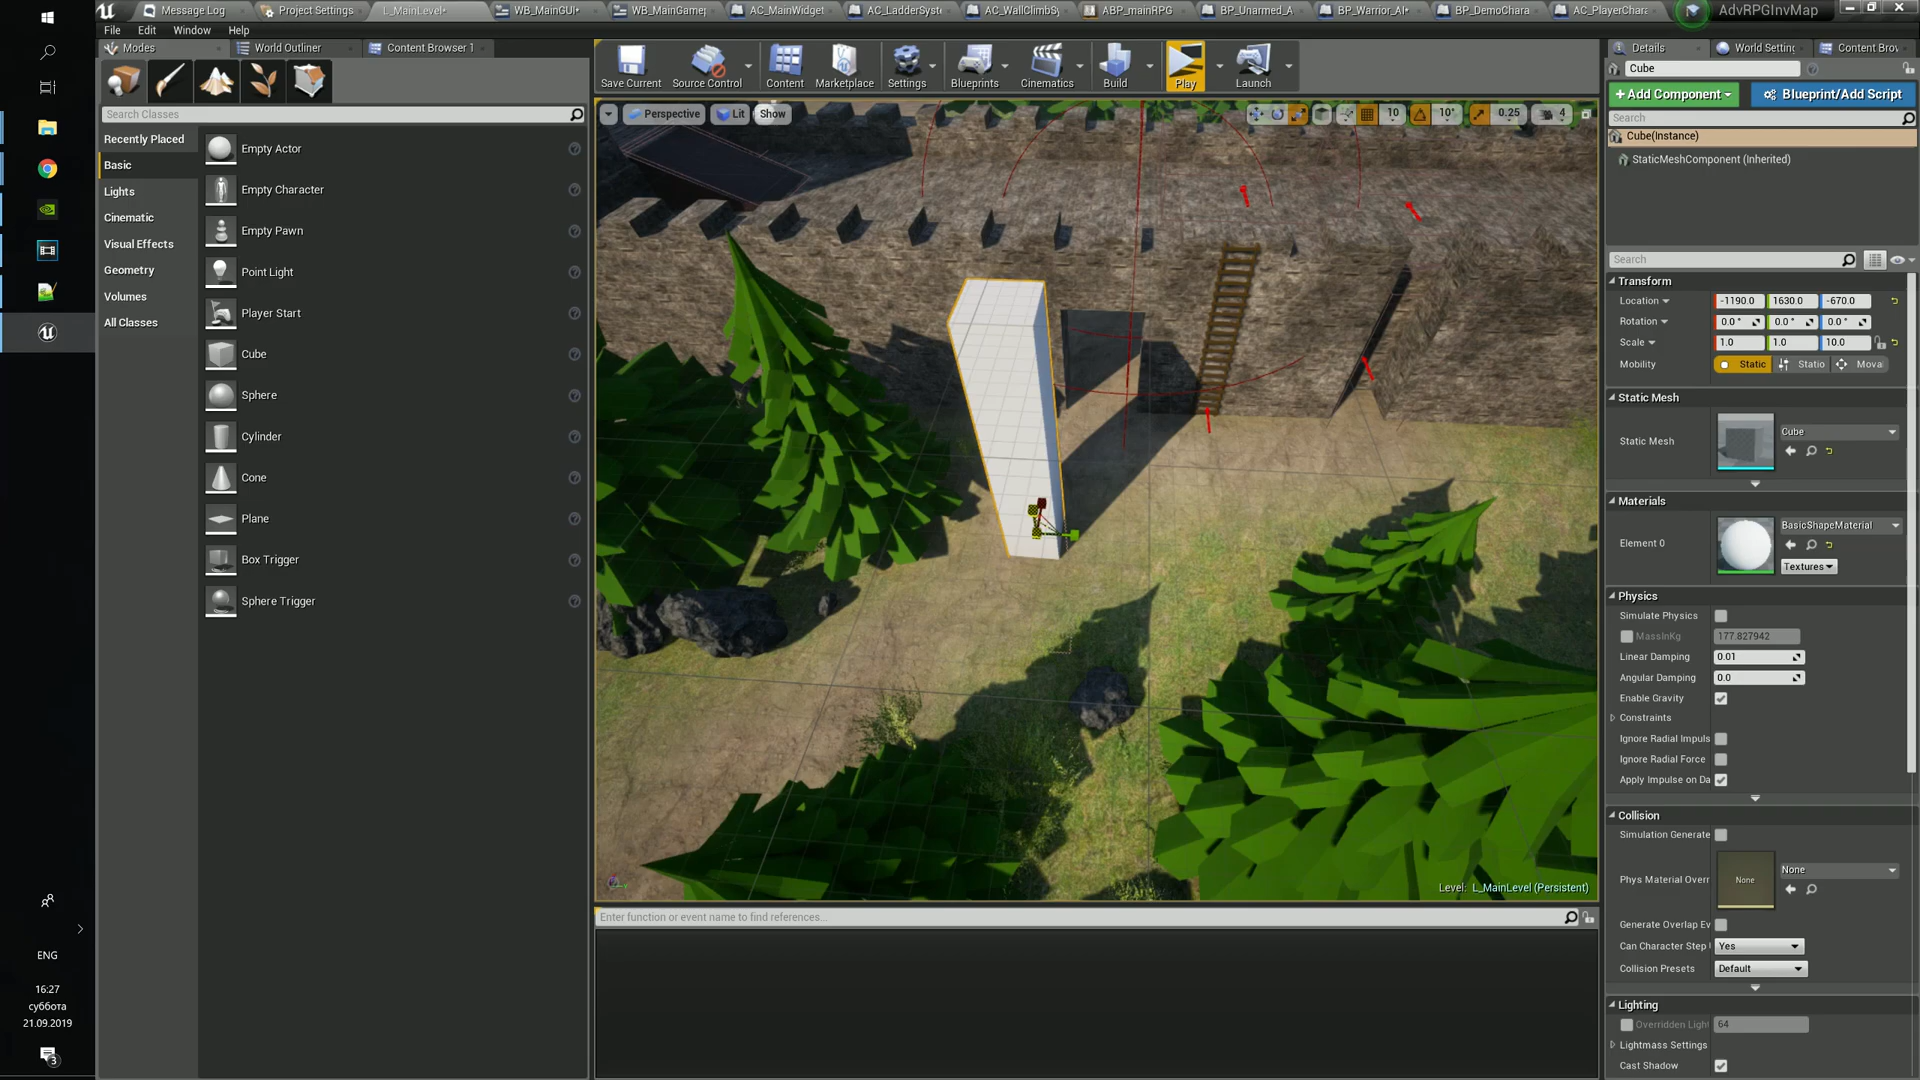 Message Log
Project Settings
L_MainLevel•
WB_MainGUI•
WB_MainGamep
AC_MainWidget
AC_LadderSyste
AC_WallClimbSy
ABP_mainRPG
BP_Unarmed_A
BP_Warrior_AI•
BP_DemoChara
AC_PlayerChara
AdvRPGInvMap
File Edit Window Help
Modes
World Outliner
Content Browser 1
Search Classes
Recently Placed
Basic
Lights
Cinematic
Visual Effects
Geometry
Volumes
All Classes
Empty Actor
Empty Character
Empty Pawn
Point Light
Player Start
Cube
Sphere
Cylinder
Cone
Plane
Box Trigger
Sphere Trigger
Save Current
Source Control
Content
Marketplace
Settings
Blueprints
Cinematics
Build
Play
Launch
Perspective
Lit
Show
10
10°
0.25
4
Level: L_MainLevel (Persistent)
Enter function or event name to find references...
Details
World Setting
Content Brow
Cube
+Add Component
Blueprint/Add Script
Search
Cube(Instance)
StaticMeshComponent (Inherited)
Search
Transform
Location -1190.0 1630.0 -670.0
Rotation 0.0 ° 0.0 ° 0.0 °
Scale 1.0 1.0 10.0
Mobility Static Statio Mova
Static Mesh
Static Mesh
Cube
Materials
Element 0
BasicShapeMaterial
Textures
Physics
Simulate Physics
MassInKg 177.827942
Linear Damping 0.01
Angular Damping 0.0
Enable Gravity
Constraints
Ignore Radial Impuls
Ignore Radial Force
Apply Impulse on Da
Collision
Simulation Generate
Phys Material Overr
None
None
Generate Overlap Ev
Can Character Step Yes
Collision Presets Default
Lighting
Overridden Light 64
Lightmass Settings
Cast Shadow
ENG
16:27
суббота
21.09.2019
3